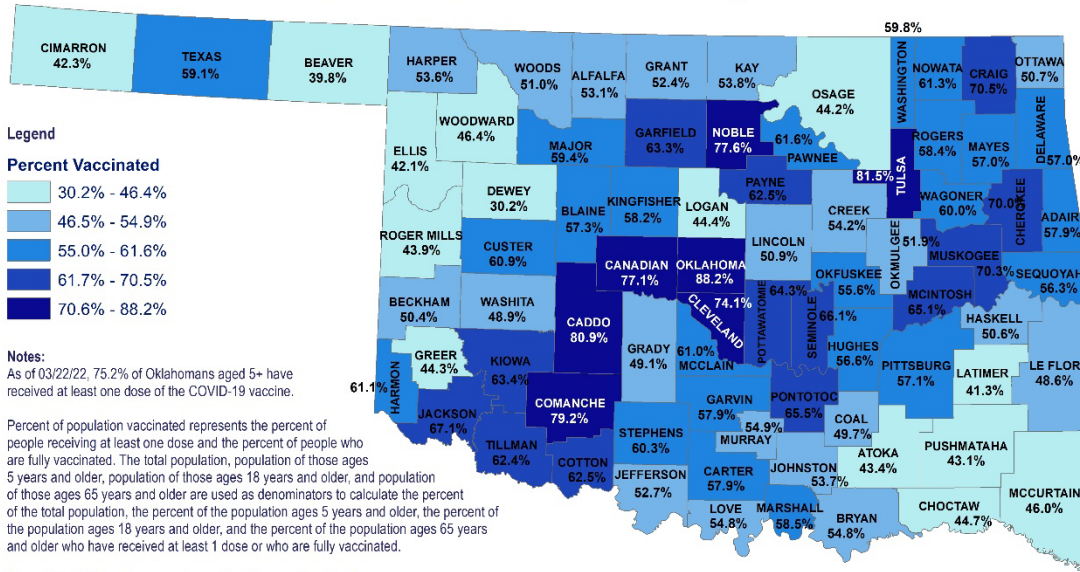 59.8%
CIMARRON
42.3%
TEXAS
59.1%
BEAVER
39.8%
HARPER
53.6%
WOODS
51.0%
ALFALFA
53.1%
GRANT
52.4%
KAY
53.8%
OSAGE
44.2%
WASHINGTON
NOWATA
61.3%
CRAIG
70.5%
OTTAWA
50.7%
WOODWARD
46.4%
ELLIS
42.1%
MAJOR
59.4%
GARFIELD
63.3%
NOBLE
77.6%
61.6%
PAWNEE
ROGERS
58.4%
MAYES
57.0%
DELAWARE
57.0%
DEWEY
30.2%
BLAINE
57.3%
KINGFISHER
58.2%
LOGAN
44.4%
PAYNE
62.5%
81.5%
TULSA
CREEK
54.2%
WAGONER
60.0%
70.0%
CHEROKEE
ADAIR
57.9%
ROGER MILLS
43.9%
CUSTER
60.9%
CANADIAN
77.1%
OKLAHOMA
88.2%
LINCOLN
50.9%
OKMULGEE
51.9%
MUSKOGEE
70.3%
SEQUOYAH
56.3%
OKFUSKEE
55.6%
MCINTOSH
65.1%
BECKHAM
50.4%
WASHITA
48.9%
CADDO
80.9%
GRADY
49.1%
74.1%
CLEVELAND
POTTAWATOMIE
64.3%
SEMINOLE
66.1%
HUGHES
56.6%
HASKELL
50.6%
PITTSBURG
57.1%
LATIMER
41.3%
LE FLOR
48.6%
GREER
44.3%
KIOWA
63.4%
61.0%
MCCLAIN
61.1%
HARMON
JACKSON
67.1%
COMANCHE
79.2%
TILLMAN
62.4%
COTTON
62.5%
STEPHENS
60.3%
GARVIN
57.9%
54.9%
MURRAY
PONTOTOC
65.5%
COAL
49.7%
ATOKA
43.4%
PUSHMATAHA
43.1%
JEFFERSON
52.7%
CARTER
57.9%
JOHNSTON
53.7%
LOVE
54.8%
MARSHALL
58.5%
BRYAN
54.8%
CHOCTAW
44.7%
MCCURTAIN
46.0%
Legend
Percent Vaccinated
30.2% - 46.4%
46.5% - 54.9%
55.0% - 61.6%
61.7% - 70.5%
70.6% - 88.2%
Notes:
As of 03/22/22, 75.2% of Oklahomans aged 5+ have
received at least one dose of the COVID-19 vaccine.
Percent of population vaccinated represents the percent of
people receiving at least one dose and the percent of people who
are fully vaccinated. The total population, population of those ages
5 years and older, population of those ages 18 years and older, and population
of those ages 65 years and older are used as denominators to calculate the percent
of the total population, the percent of the population ages 5 years and older, the percent of
the population ages 18 years and older, and the percent of the population ages 65 years
and older who have received at least 1 dose or who are fully vaccinated.